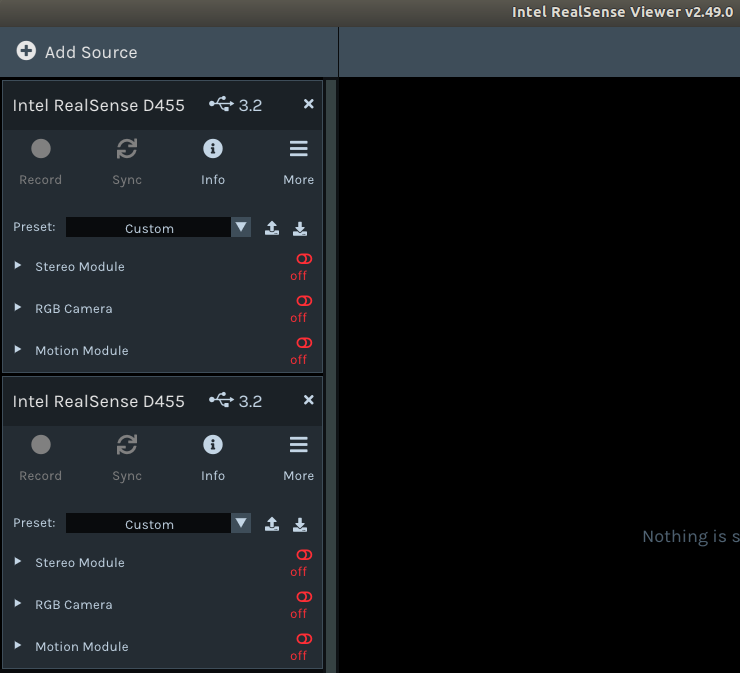 Intel RealSense Viewer v2.49.0
Add Source
Intel RealSense D455 3.2
Record Sync Info More
Preset: Custom
Stereo Module off
RGB Camera off
Motion Module off
Intel RealSense D455 3.2
Record Sync Info More
Preset: Custom
Stereo Module off
RGB Camera off
Motion Module off
Nothing is s